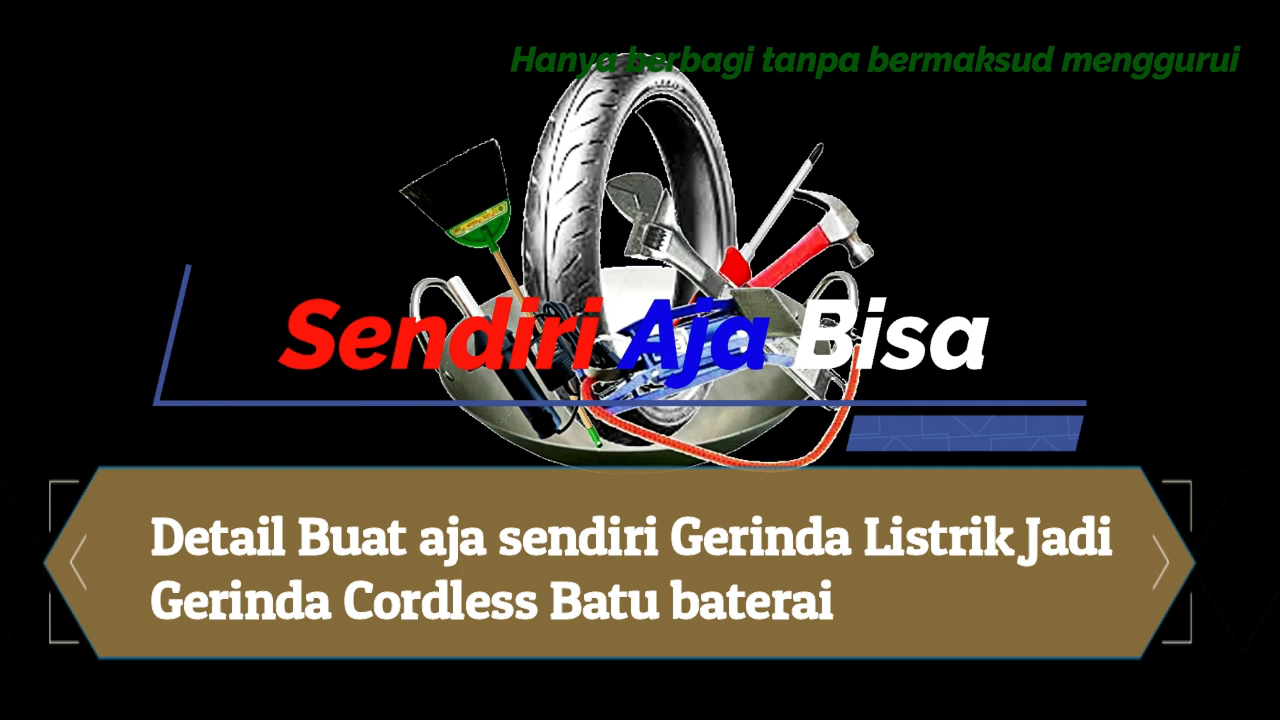 Hanya berbagi tanpa bermaksud menggurui
Sendiri Aja Bisa
Detail Buat aja sendiri Gerinda Listrik Jadi
Gerinda Cordless Batu baterai